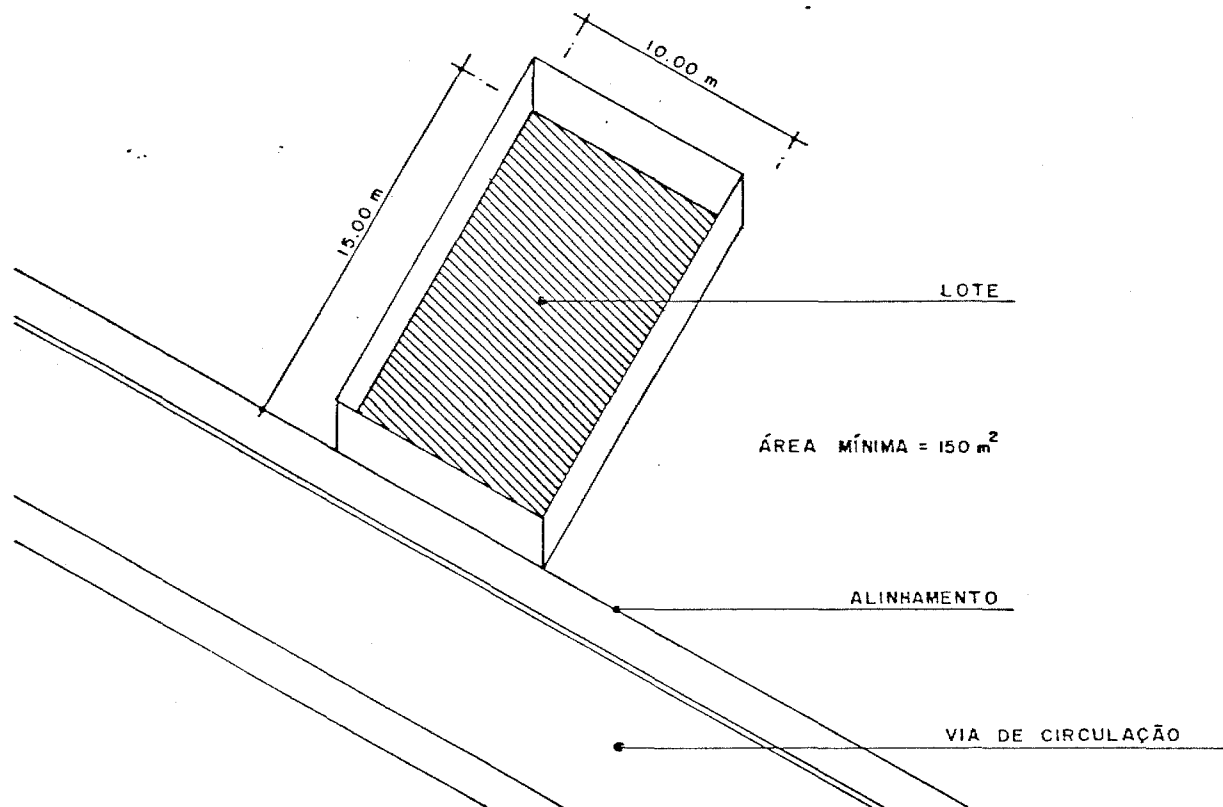 10.00 m
15.00 m
LOTE
ÁREA MÍNIMA = 150 m²
ALINHAMENTO
VIA DE CIRCULAÇÃO